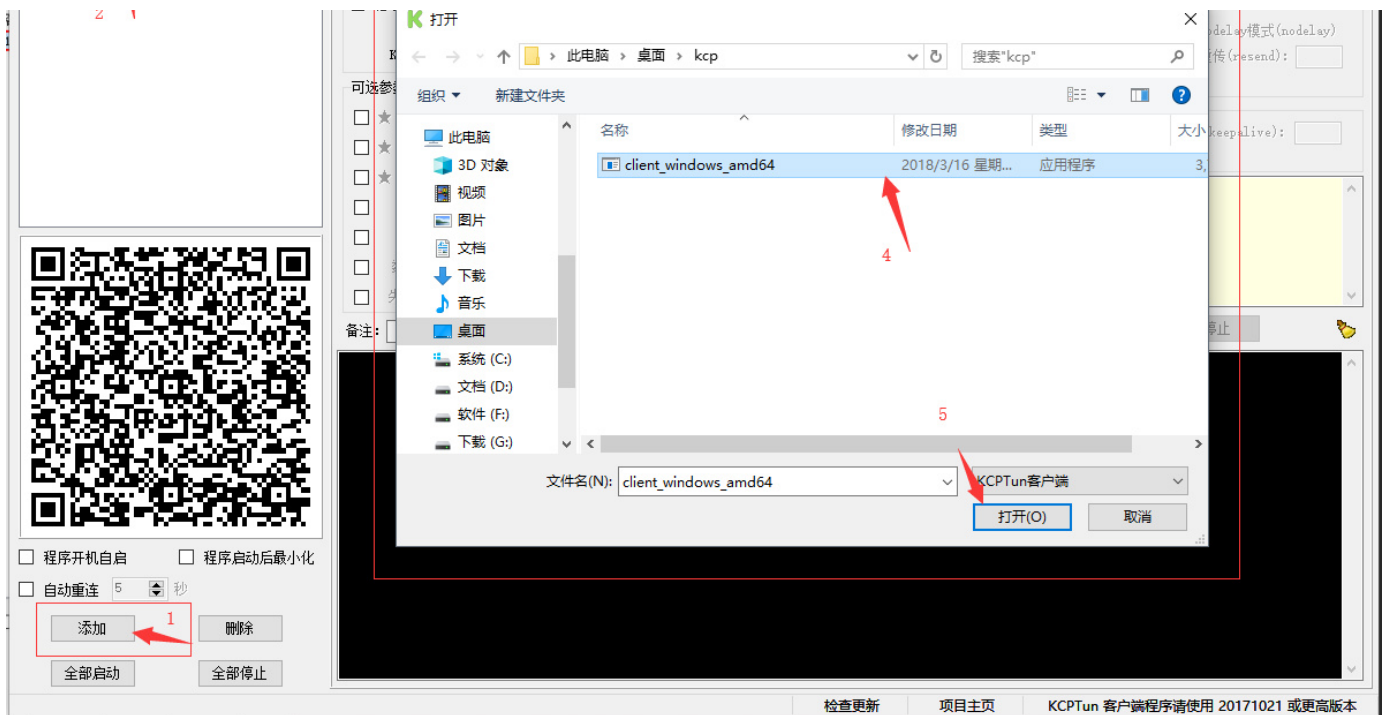 2
打开
delay模式(nodelay)
传(resend):
此电脑 › 桌面 › kcp
搜索"kcp"
可选参
组织
新建文件夹
keepalive):
名称
修改日期
类型
大小
此电脑
3D 对象
视频
图片
文档
下载
音乐
桌面
系统 (C:)
文档 (D:)
软件 (F:)
下载 (G:)
client_windows_amd64
2018/3/16 星期...
应用程序
3,
4
5
备注:
停止
文件名(N):
client_windows_amd64
KCPTun客户端
打开(O)
取消
程序开机自启
程序启动后最小化
自动重连
5
秒
添加
1
删除
全部启动
全部停止
检查更新
项目主页
KCPTun 客户端程序请使用 20171021 或更高版本